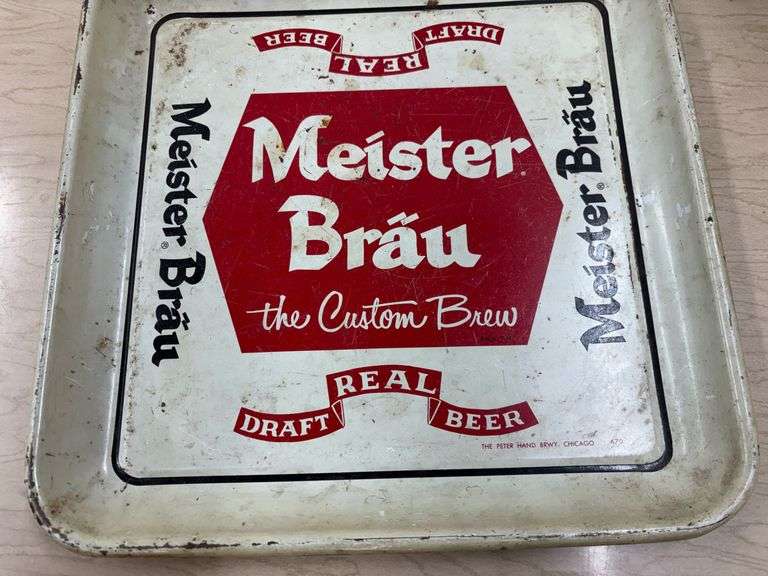 DRAFT REAL BEER
Meister® Bräu
Meister
Bräu
the Custom Brew
Meister® Bräu
DRAFT REAL BEER
THE PETER HAND BRWY. CHICAGO